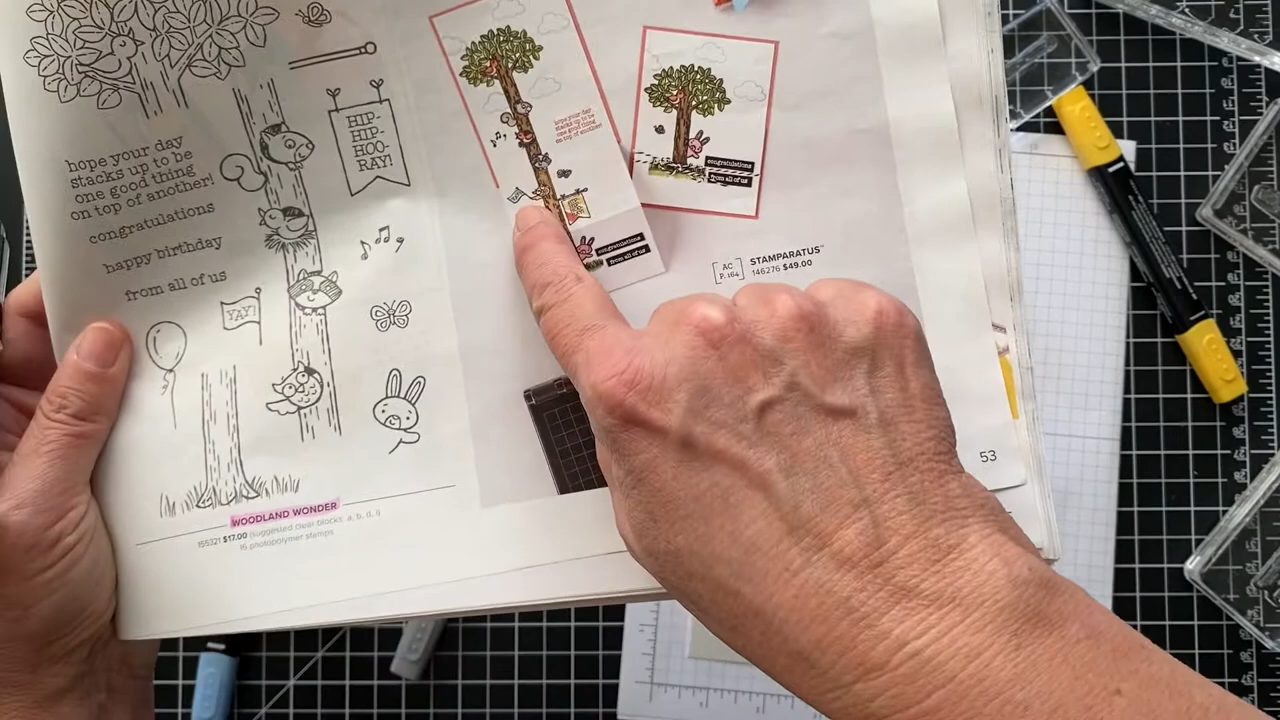 hope your day
stacks up to be
one good thing
on top of another!
congratulations
happy birthday
from all of us
HIP-
HIP-
HOO-
RAY!
YAY!
WOODLAND WONDER
155321 $17.00 (suggested clear blocks: a, b, d, g
16 photopolymer stamps
hope your day
stacks up to be
one good thing
on top of another!
congratulations
from all of us
congratulations
from all of us
AC
P. 164
STAMPARATUS™
146276 $49.00
53